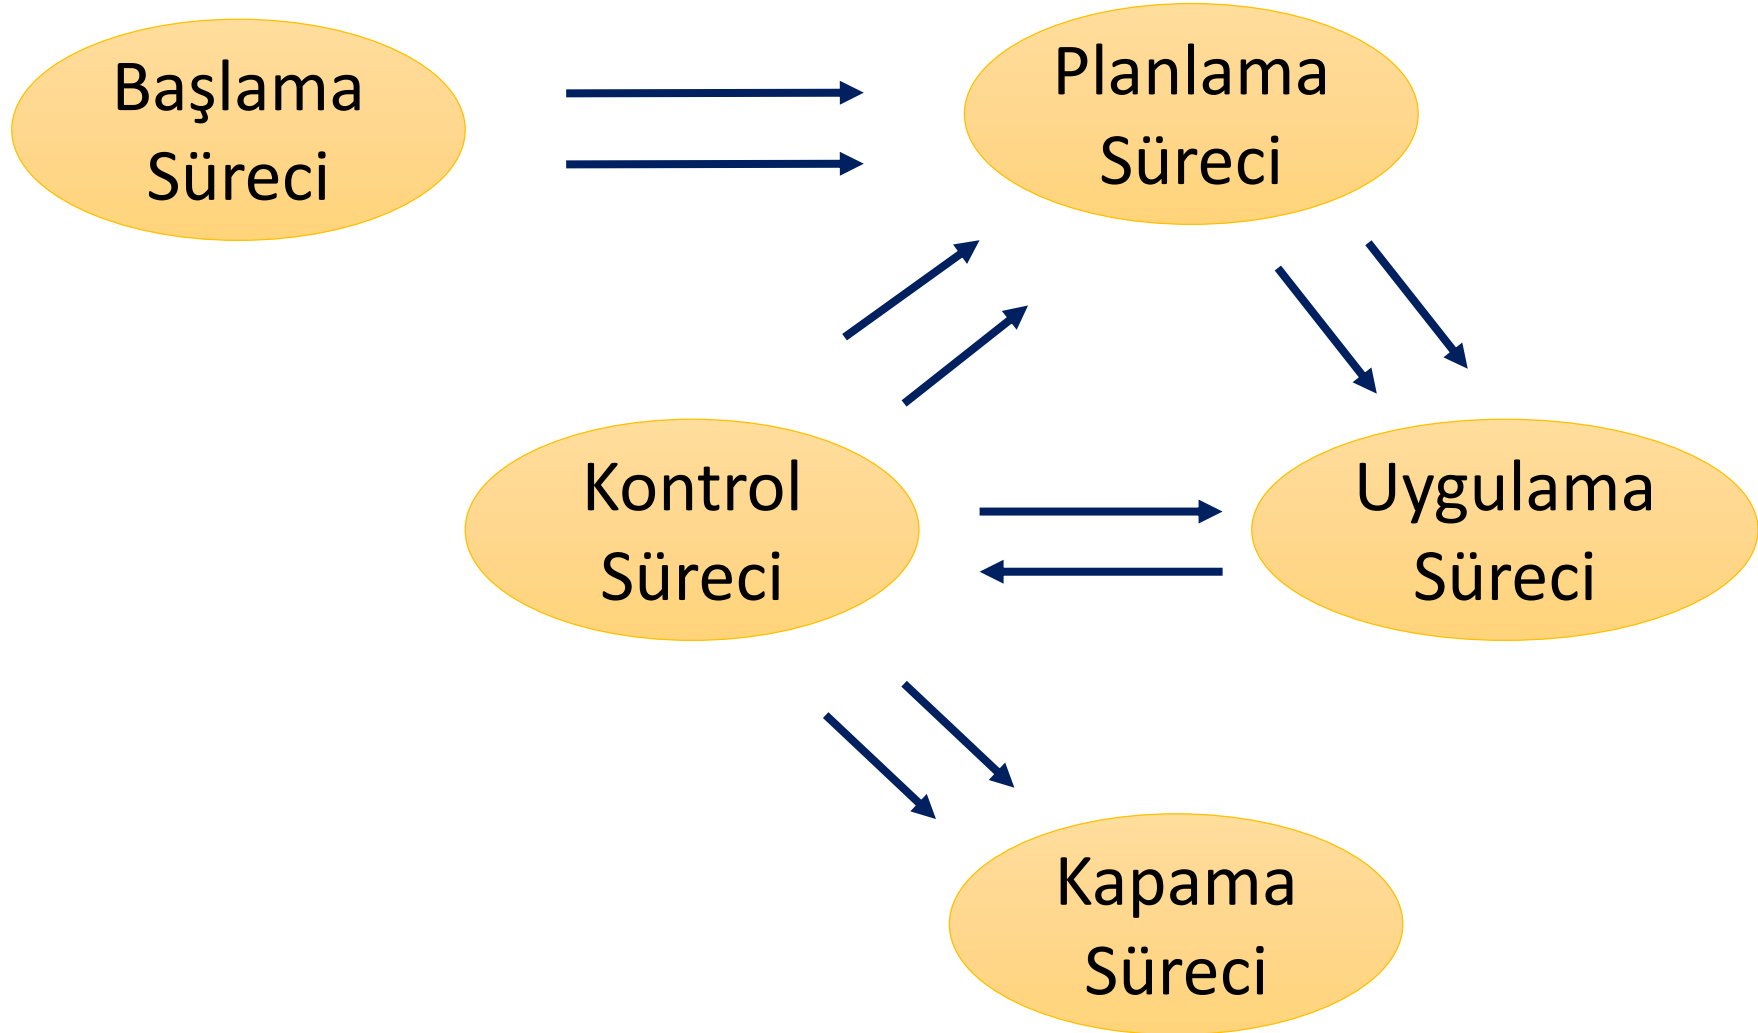 Başlama
Süreci
Planlama
Süreci
Kontrol
Süreci
Uygulama
Süreci
Kapama
Süreci